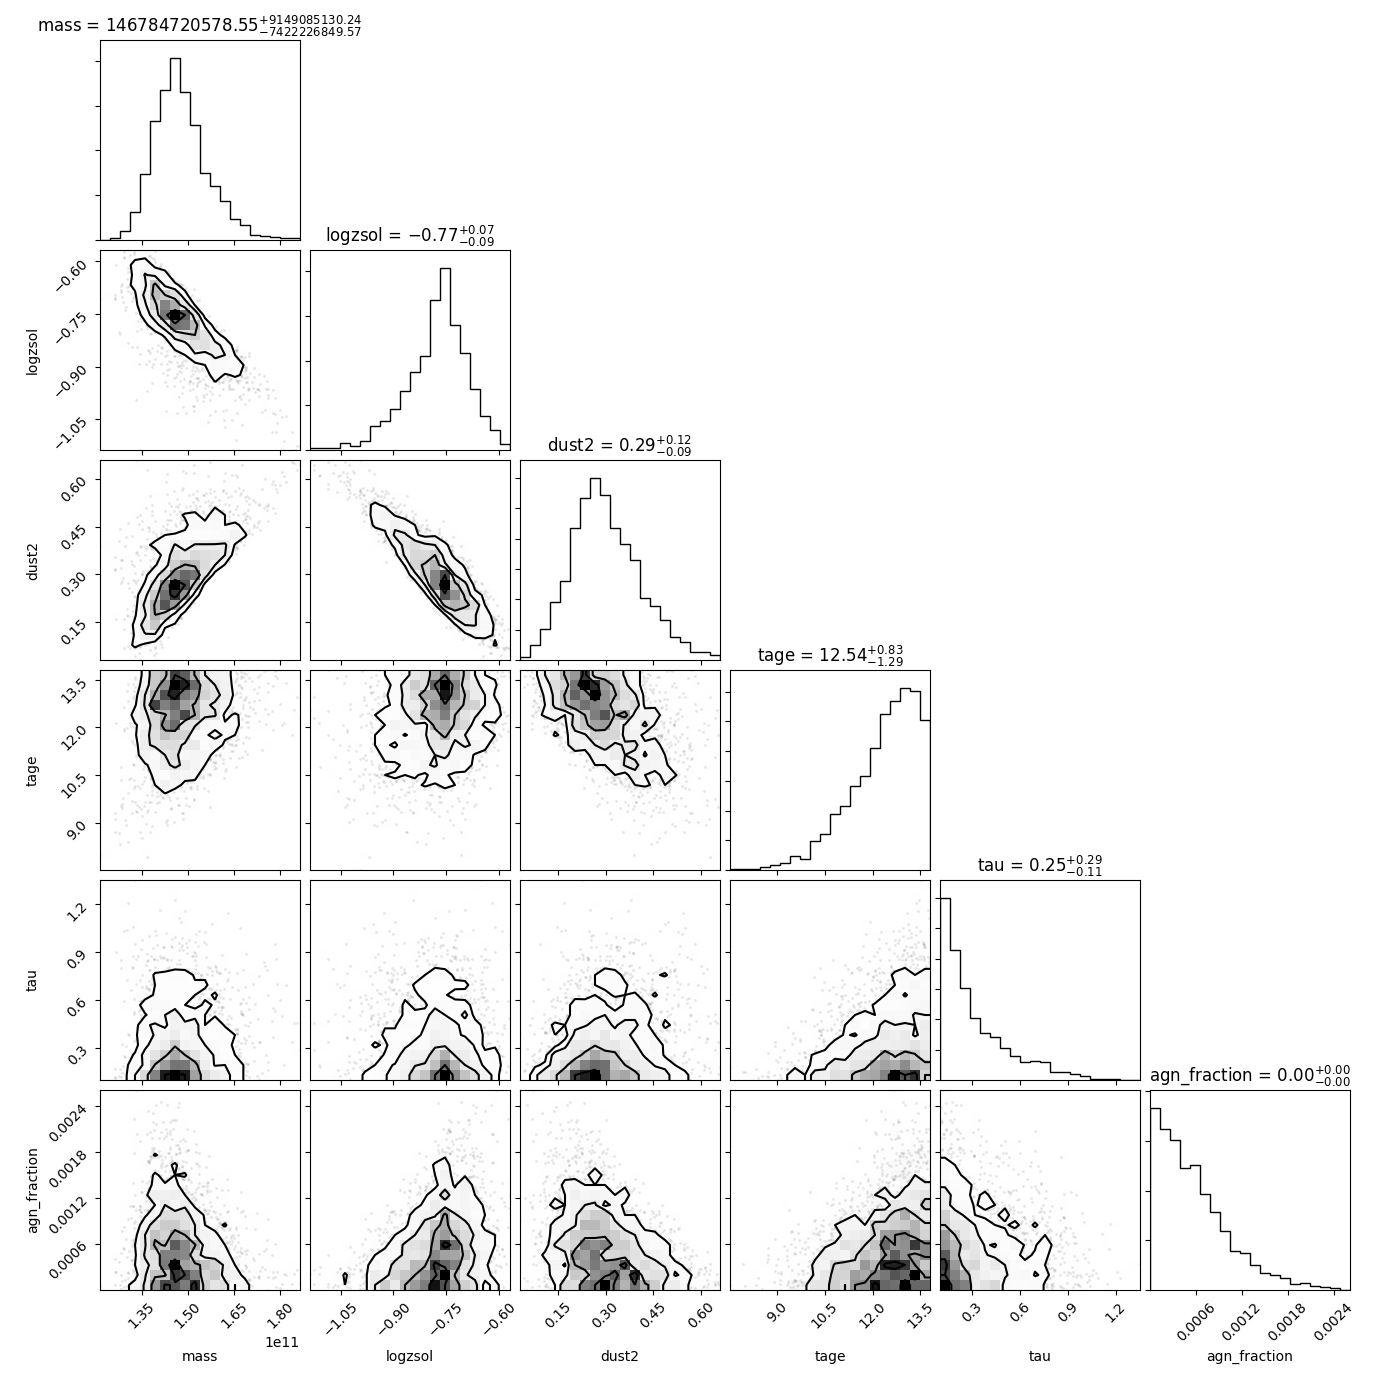 mass = 146784720578.55 +9149085130.24 −7422226849.57
logzsol = −0.77 +0.07 −0.09
−0.60
−0.75
−0.90
−1.05
logzsol
dust2 = 0.29 +0.12 −0.09
0.60
0.45
0.30
0.15
dust2
tage = 12.54 +0.83 −1.29
13.5
12.0
10.5
9.0
tage
tau = 0.25 +0.29 −0.11
1.2
0.9
0.6
0.3
tau
agn_fraction = 0.00 +0.00 −0.00
0.0024
0.0018
0.0012
0.0006
agn_fraction
1.35 1.50 1.65 1.80 −1.05 −0.90 −0.75 −0.60 0.15 0.30 0.45 0.60 9.0 10.5 12.0 13.5 0.3 0.6 0.9 1.2 0.0006 0.0012 0.0018 0.0024
1e11
mass logzsol dust2 tage tau agn_fraction